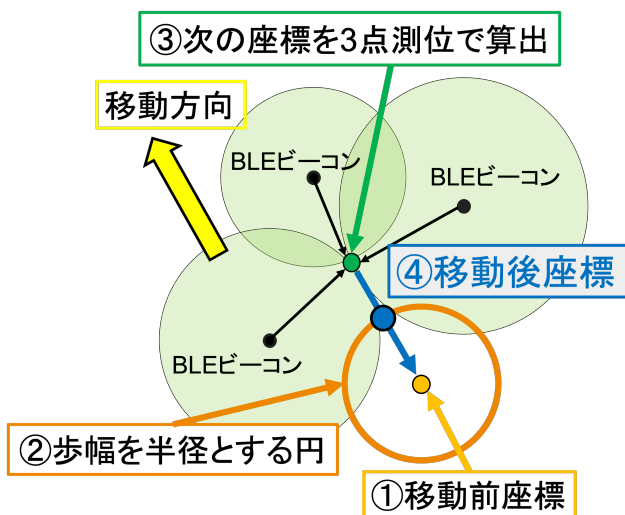 ③次の座標を3点測位で算出
移動方向
BLEビーコン
BLEビーコン
④移動後座標
BLEビーコン
②歩幅を半径とする円
①移動前座標